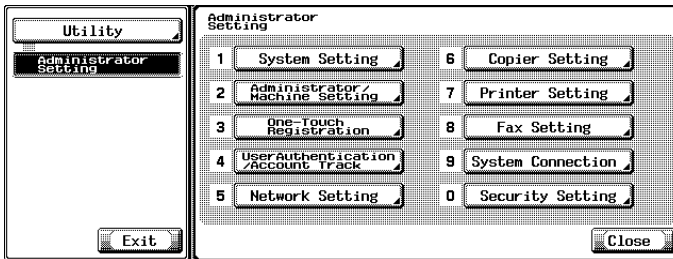 Utility
Administrator
Setting
Exit
Administrator
Setting
1 System Setting
2 Administrator/
Machine Setting
3 One-Touch
Registration
4 UserAuthentication
/Account Track
5 Network Setting
6 Copier Setting
7 Printer Setting
8 Fax Setting
9 System Connection
0 Security Setting
Close